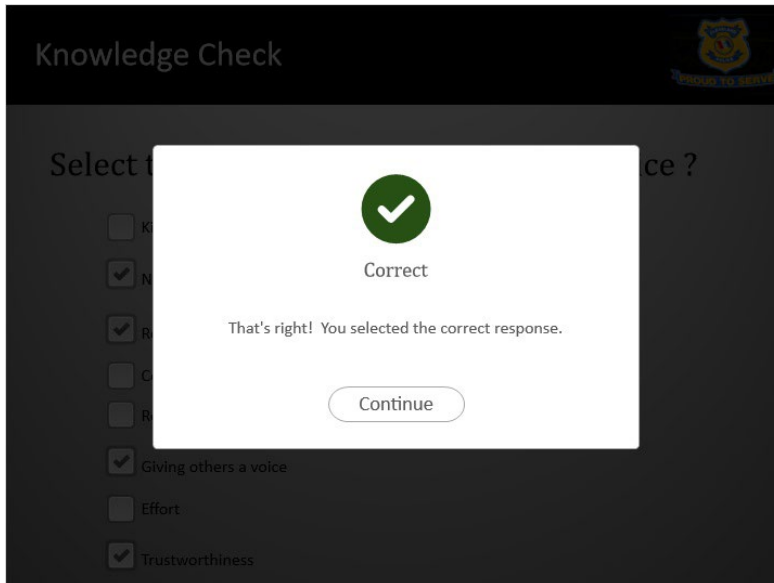 Knowledge Check
PROUD TO SERVE
Select
ce ?
Correct
That's right! You selected the correct response.
Continue
Giving others a voice
Effort
Trustworthiness